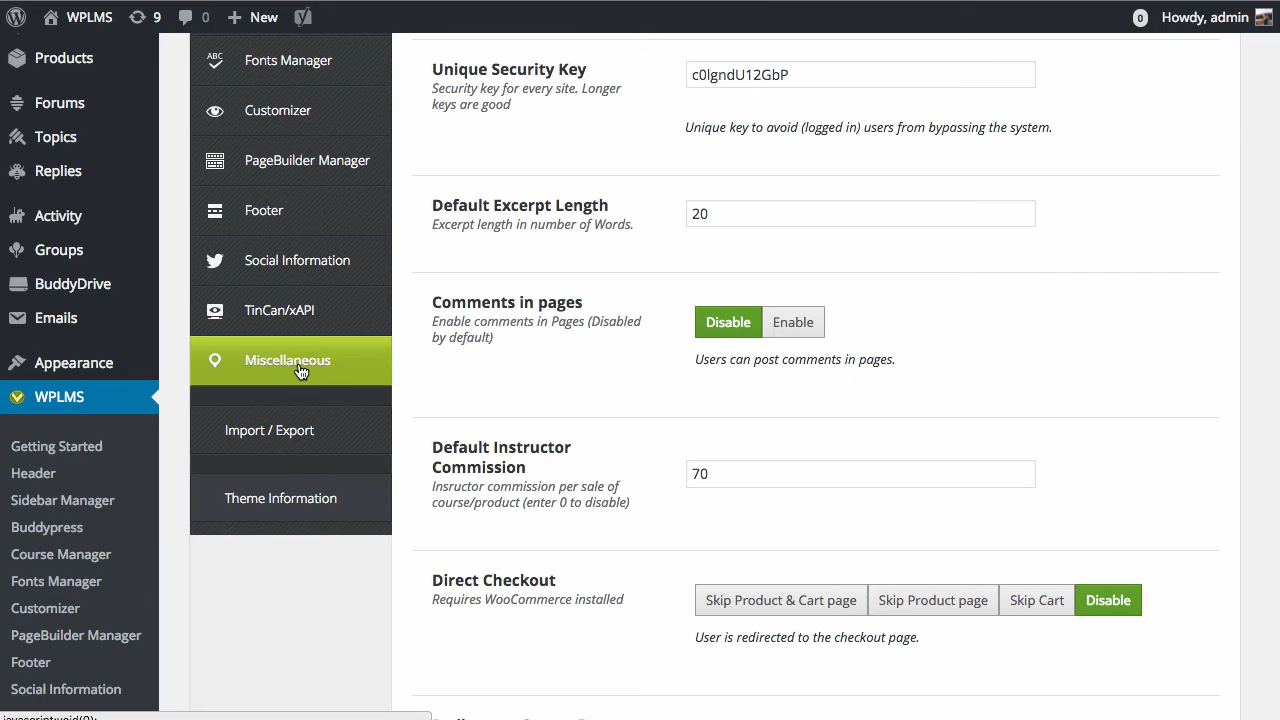 WPLMS 9 0 New 0 Howdy, admin
Products
Forums
Topics
Replies
Activity
Groups
BuddyDrive
Emails
Appearance
WPLMS
Getting Started
Header
Sidebar Manager
Buddypress
Course Manager
Fonts Manager
Customizer
PageBuilder Manager
Footer
Social Information
ABC
Fonts Manager
Customizer
PageBuilder Manager
Footer
Social Information
TinCan/xAPI
Miscellaneous
Import / Export
Theme Information
Unique Security Key
Security key for every site. Longer
keys are good
c0lgndU12GbP
Unique key to avoid (logged in) users from bypassing the system.
Default Excerpt Length
Excerpt length in number of Words.
20
Comments in pages
Enable comments in Pages (Disabled
by default)
Disable Enable
Users can post comments in pages.
Default Instructor
Commission
Insructor commission per sale of
course/product (enter 0 to disable)
70
Direct Checkout
Requires WooCommerce installed
Skip Product & Cart page Skip Product page Skip Cart Disable
User is redirected to the checkout page.